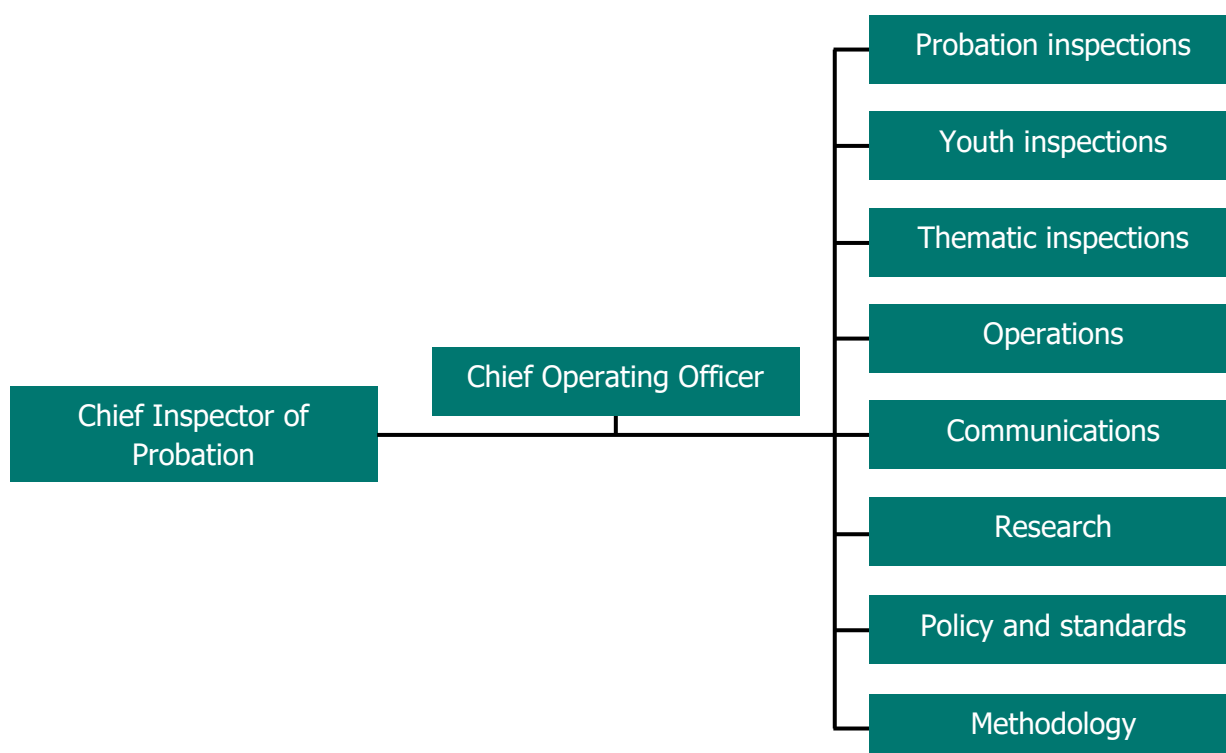 Chief Inspector of
Probation
Chief Operating Officer
Probation inspections
Youth inspections
Thematic inspections
Operations
Communications
Research
Policy and standards
Methodology